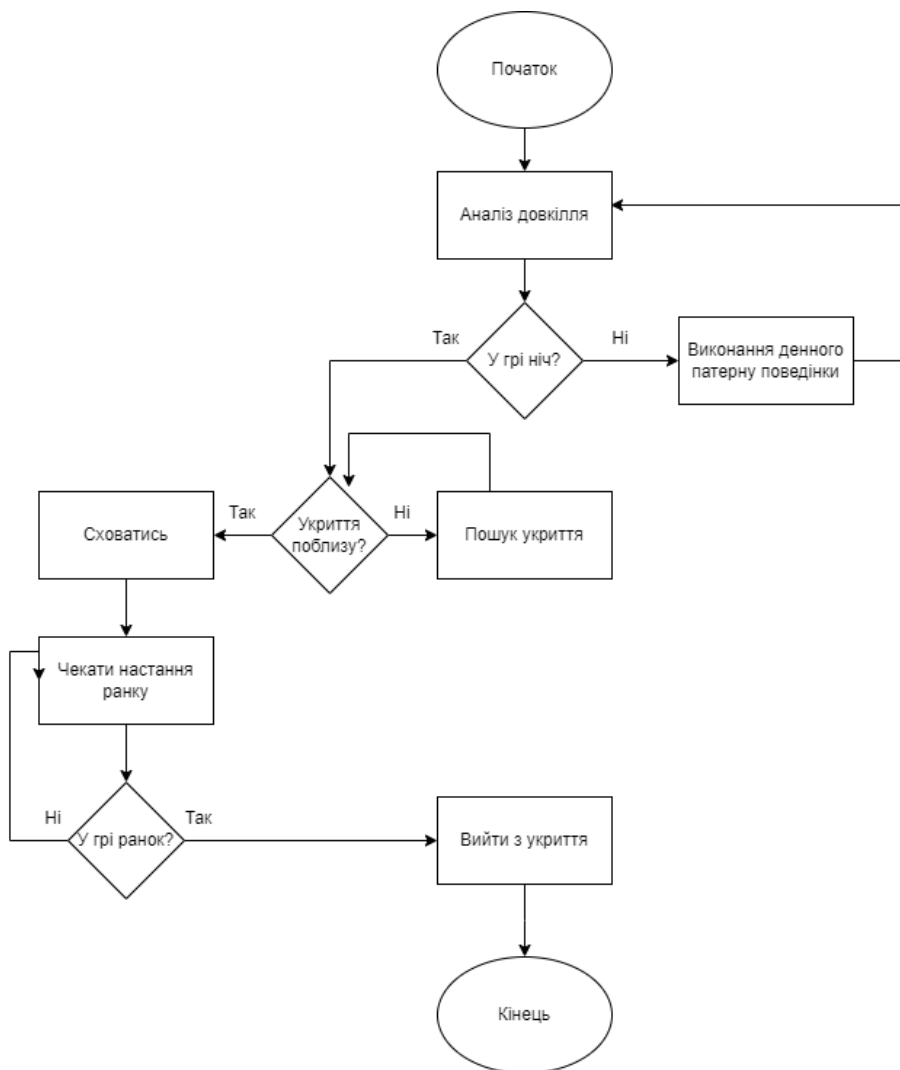 Початок
Аналіз довкілля
Так
У грі ніч?
Ні
Виконання денного
патерну поведінки
Сховатись
Так
Укриття
поблизу?
Ні
Пошук укриття
Чекати настання
ранку
Ні
У грі ранок?
Так
Вийти з укриття
Кінець